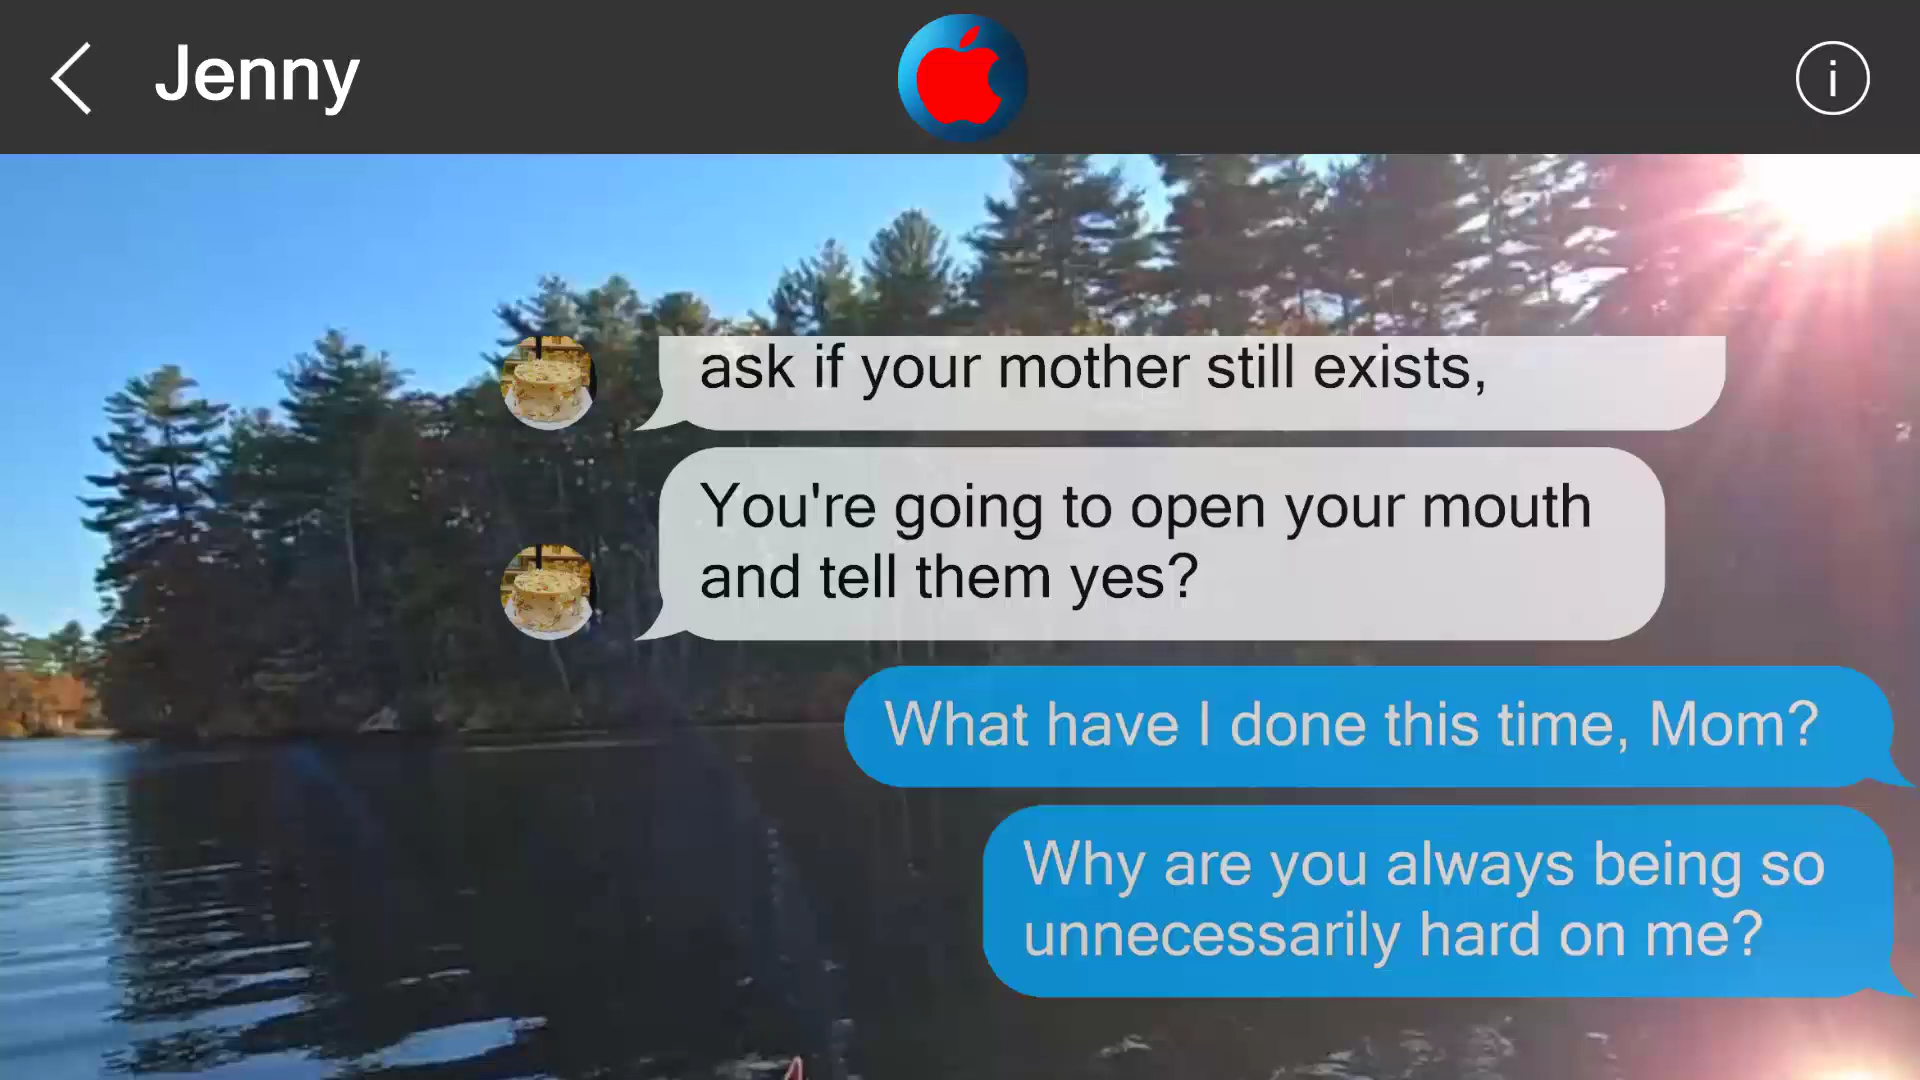 Jenny
i
ask if your mother still exists,
You're going to open your mouth
and tell them yes?
What have I done this time, Mom?
Why are you always being so
unnecessarily hard on me?